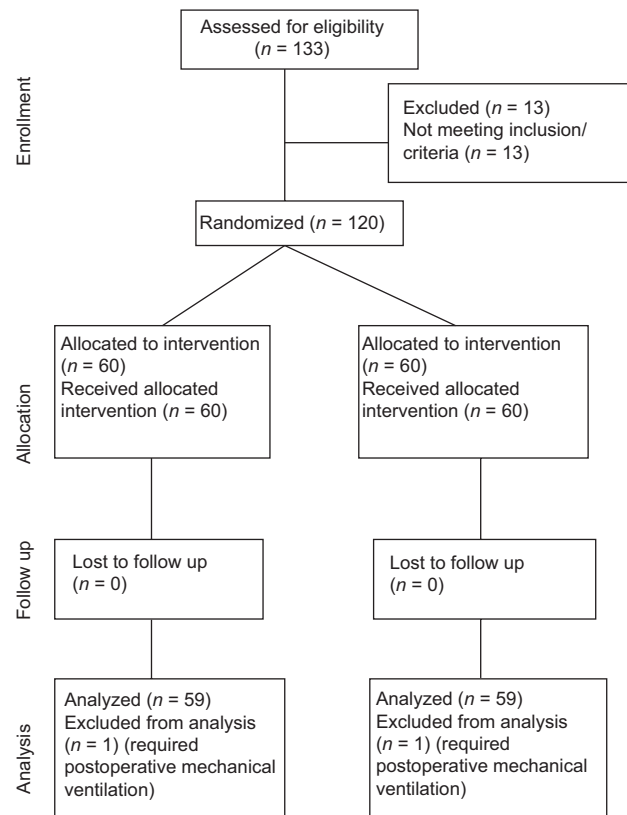 Assessed for eligibility
(n = 133)
Enrollment
Excluded (n = 13)
Not meeting inclusion/
criteria (n = 13)
Randomized (n = 120)
Allocation
Allocated to intervention
(n = 60)
Received allocated
intervention (n = 60)
Allocated to intervention
(n = 60)
Received allocated
intervention (n = 60)
Follow up
Lost to follow up
(n = 0)
Lost to follow up
(n = 0)
Analysis
Analyzed (n = 59)
Excluded from analysis
(n = 1) (required
postoperative mechanical
ventilation)
Analyzed (n = 59)
Excluded from analysis
(n = 1) (required
postoperative mechanical
ventilation)